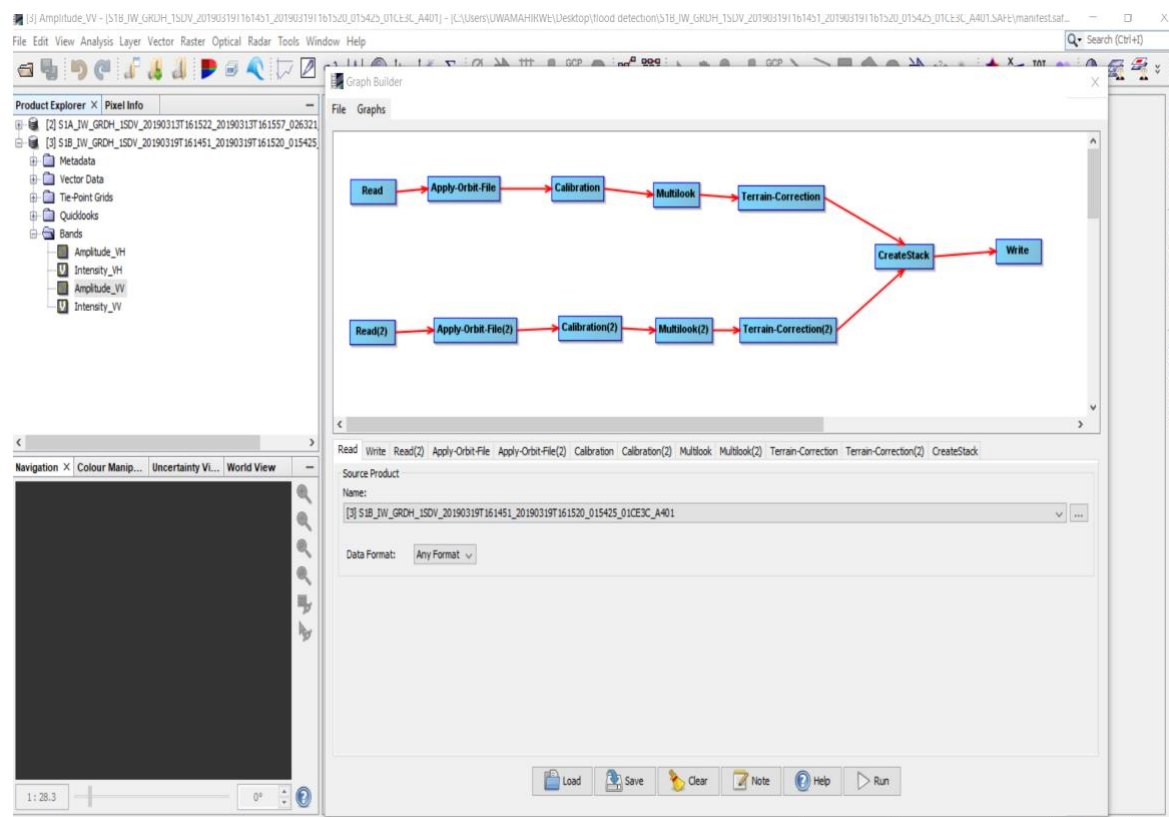 [3] Amplitude_VV - [S1B_IW_GRDH_1SDV_20190319T161451_20190319T161520_015425_01CE3C_A401] - [C:\Users\UWAMAHIRWE\Desktop\flood detection\S1B_IW_GRDH_1SDV_20190319T161451_20190319T161520_015425_01CE3C_A401.SAFE\manifest.saf...
File Edit View Analysis Layer Vector Raster Optical Radar Tools Window Help
Search (Ctrl+I)
Graph Builder
Product Explorer Pixel Info
File Graphs
[2] S1A_IW_GRDH_1SDV_20190313T161522_20190313T161557_026321
[3] S1B_IW_GRDH_1SDV_20190319T161451_20190319T161520_015425
Metadata
Vector Data
Tie-Point Grids
Quicklooks
Bands
Amplitude_VH
Intensity_VH
Amplitude_VV
Intensity_VV
Read Apply-Orbit-File Calibration Multilook Terrain-Correction
CreateStack Write
Read(2) Apply-Orbit-File(2) Calibration(2) Multilook(2) Terrain-Correction(2)
Read Write Read(2) Apply-Orbit-File Apply-Orbit-File(2) Calibration Calibration(2) Multilook Multilook(2) Terrain-Correction Terrain-Correction(2) CreateStack
Navigation Colour Manip... Uncertainty Vi... World View
Source Product
Name:
[3] S1B_IW_GRDH_1SDV_20190319T161451_20190319T161520_015425_01CE3C_A401
...
Data Format: Any Format
1 : 28.3
0°
Load Save Clear Note Help Run